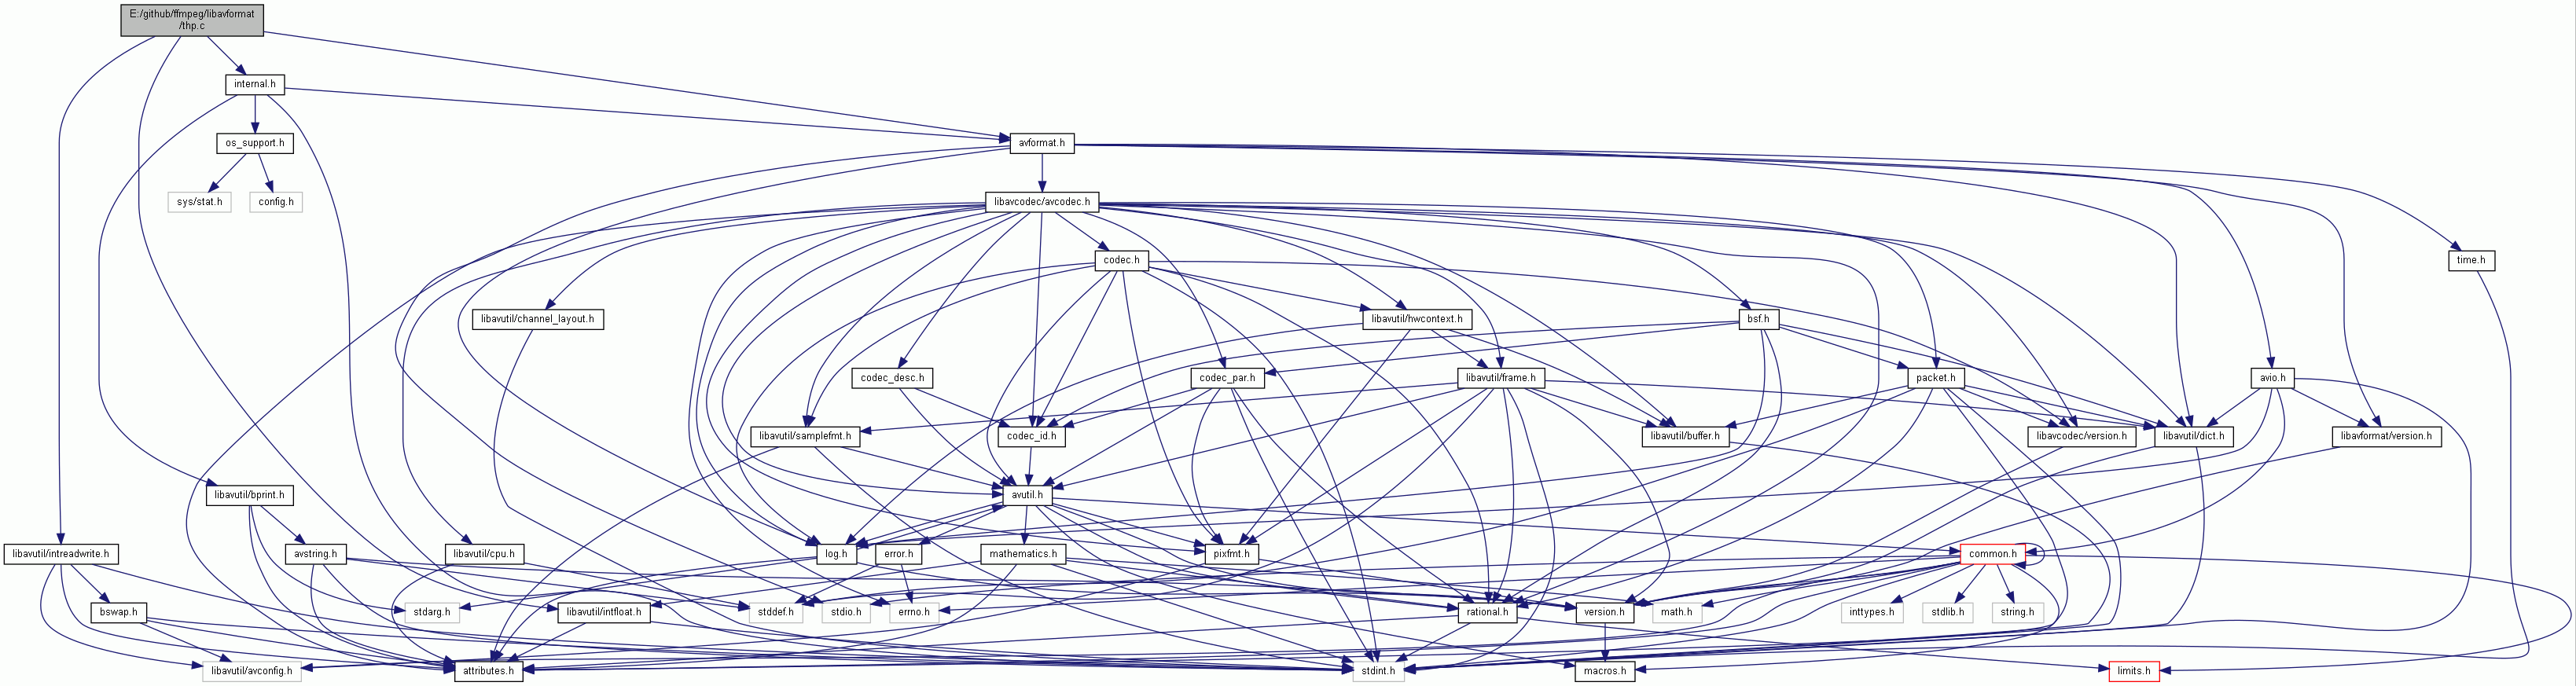 E:/github/ffmpeg/libavformat
/thp.c
internal.h
os_support.h
avformat.h
sys/stat.h
config.h
libavcodec/avcodec.h
codec.h
time.h
libavutil/channel_layout.h
libavutil/hwcontext.h
bsf.h
codec_desc.h
codec_par.h
libavutil/frame.h
packet.h
avio.h
libavutil/samplefmt.h
codec_id.h
libavutil/buffer.h
libavcodec/version.h
libavutil/dict.h
libavformat/version.h
libavutil/bprint.h
avutil.h
libavutil/intreadwrite.h
avstring.h
libavutil/cpu.h
log.h
error.h
mathematics.h
pixfmt.h
common.h
bswap.h
stdarg.h
libavutil/intfloat.h
stddef.h
stdio.h
errno.h
rational.h
version.h
math.h
inttypes.h
stdlib.h
string.h
libavutil/avconfig.h
attributes.h
stdint.h
macros.h
limits.h